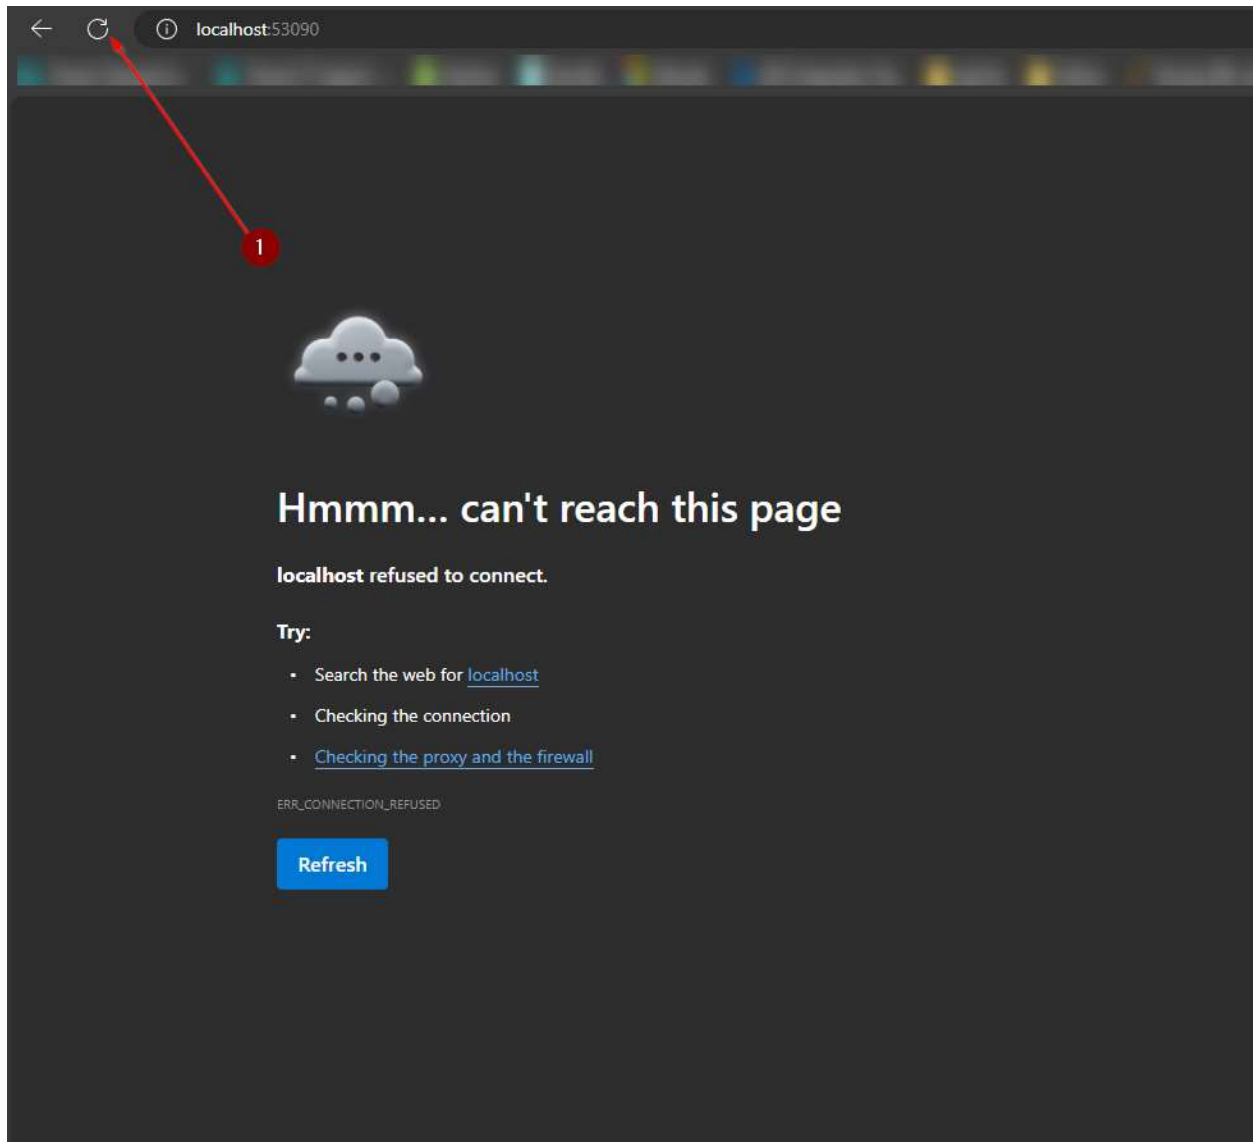 localhost:53090
1
Hmmm... can't reach this page
localhost refused to connect.
Try:
Search the web for localhost
Checking the connection
Checking the proxy and the firewall
ERR_CONNECTION_REFUSED
Refresh